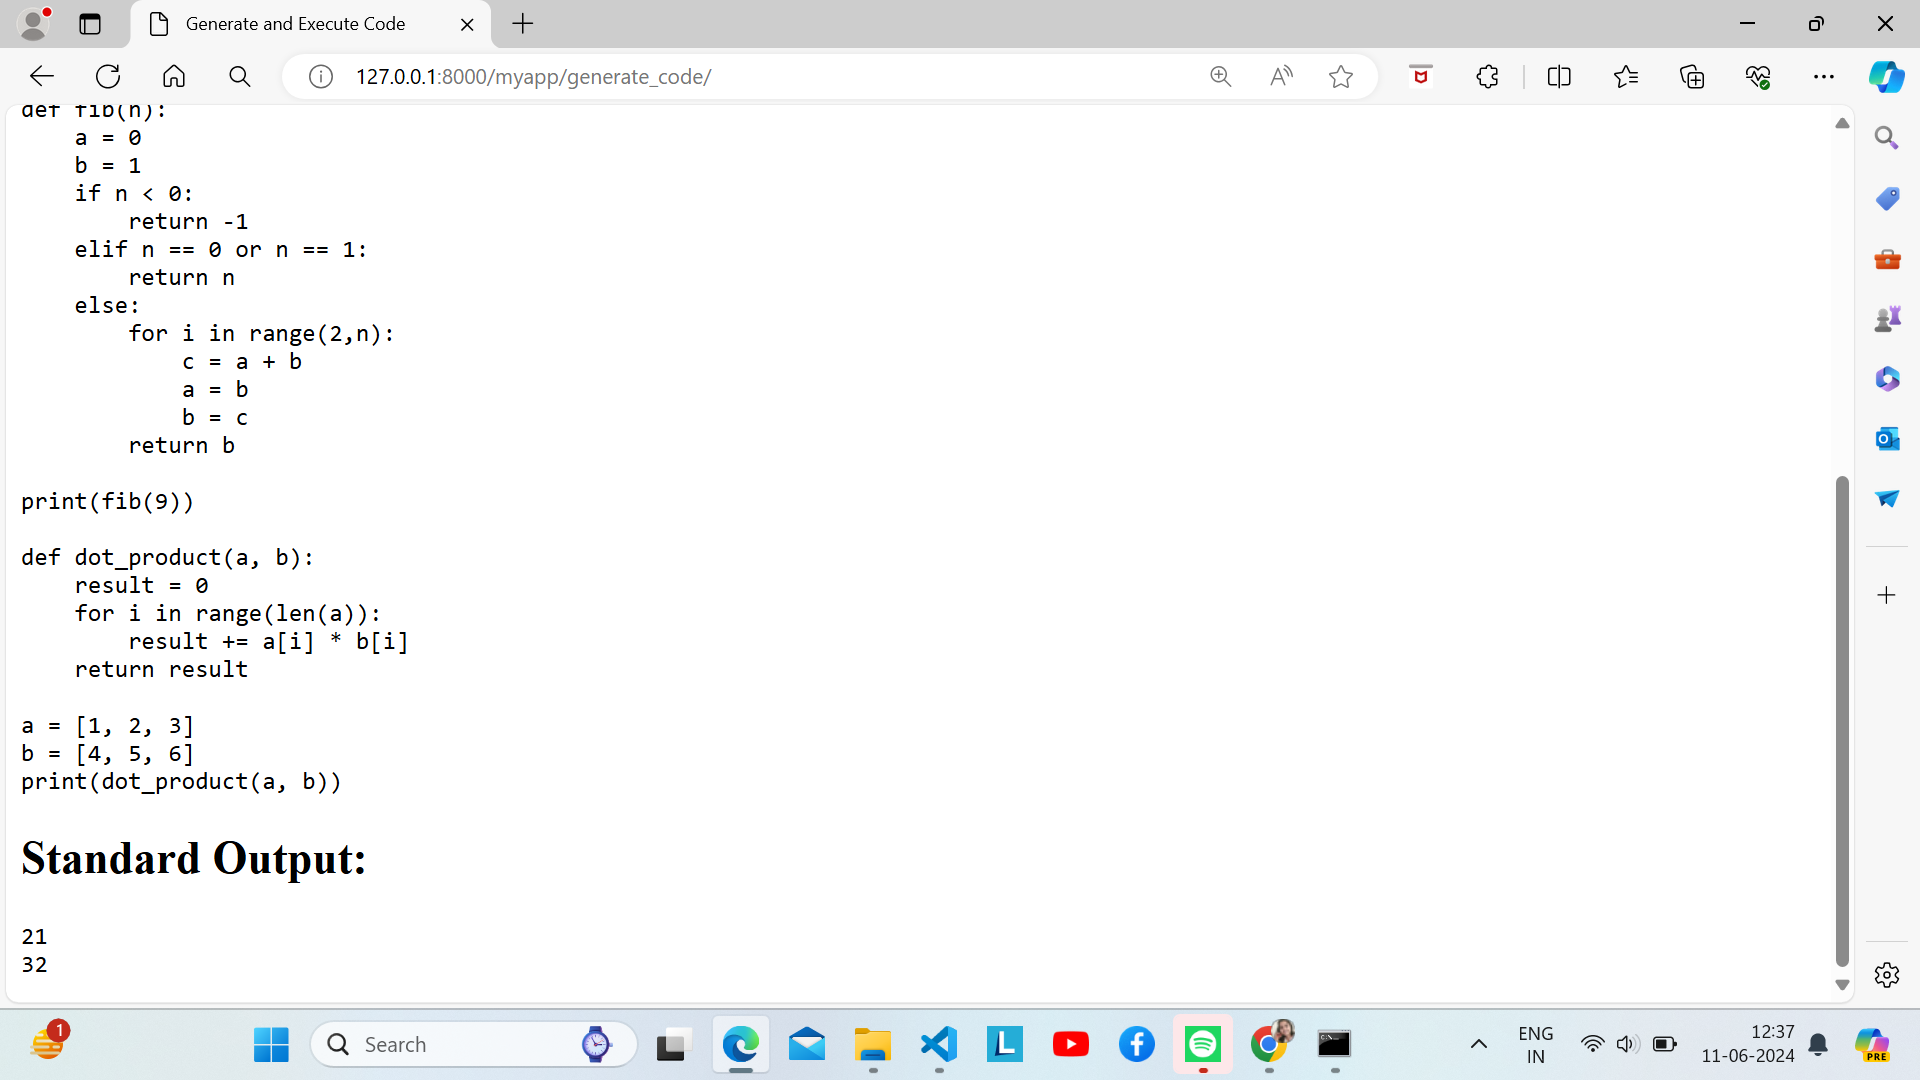 Generate and Execute Code
127.0.0.1:8000/myapp/generate_code/
def fib(n):
    a = 0
    b = 1
    if n < 0:
        return -1
    elif n == 0 or n == 1:
        return n
    else:
        for i in range(2,n):
            c = a + b
            a = b
            b = c
        return b
print(fib(9))
def dot_product(a, b):
    result = 0
    for i in range(len(a)):
        result += a[i] * b[i]
    return result
a = [1, 2, 3]
b = [4, 5, 6]
print(dot_product(a, b))
Standard Output:
21
32
1
Search
L
ENG
IN
12:37
11-06-2024
PRE